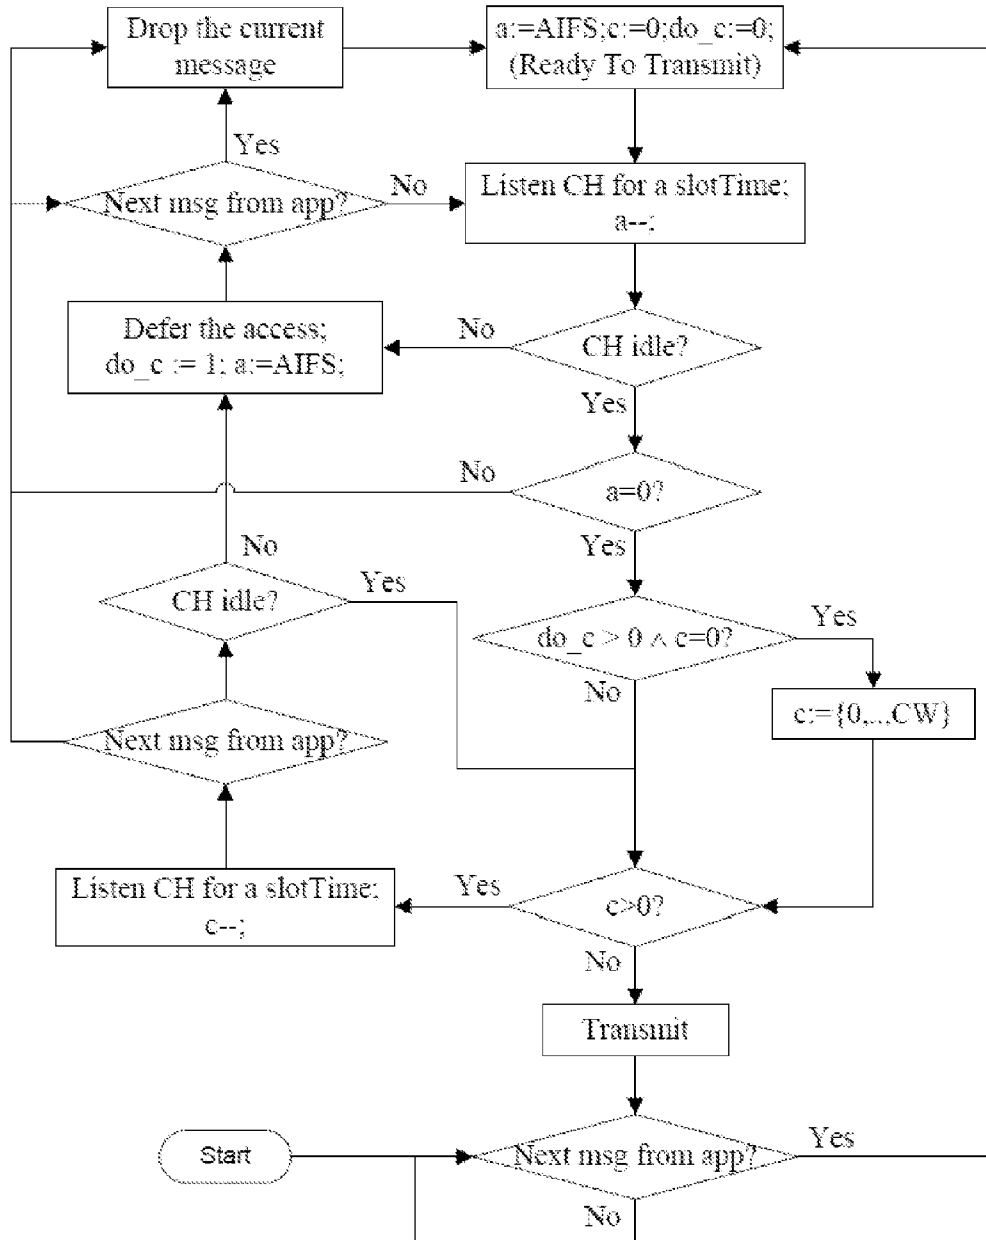 Drop the current
message
a:=AIFS;c:=0;do_c:=0;
(Ready To Transmit)
Yes
Next msg from app?
No
Listen CH for a slotTime;
a--;
Defer the access;
do_c := 1; a:=AIFS;
No
CH idle?
Yes
No
a=0?
Yes
No
CH idle?
Yes
do_c > 0 ∧ c=0?
Yes
No
c:={0,..,CW}
Next msg from app?
Listen CH for a slotTime;
c--;
Yes
c>0?
No
Transmit
Start
Next msg from app?
Yes
No